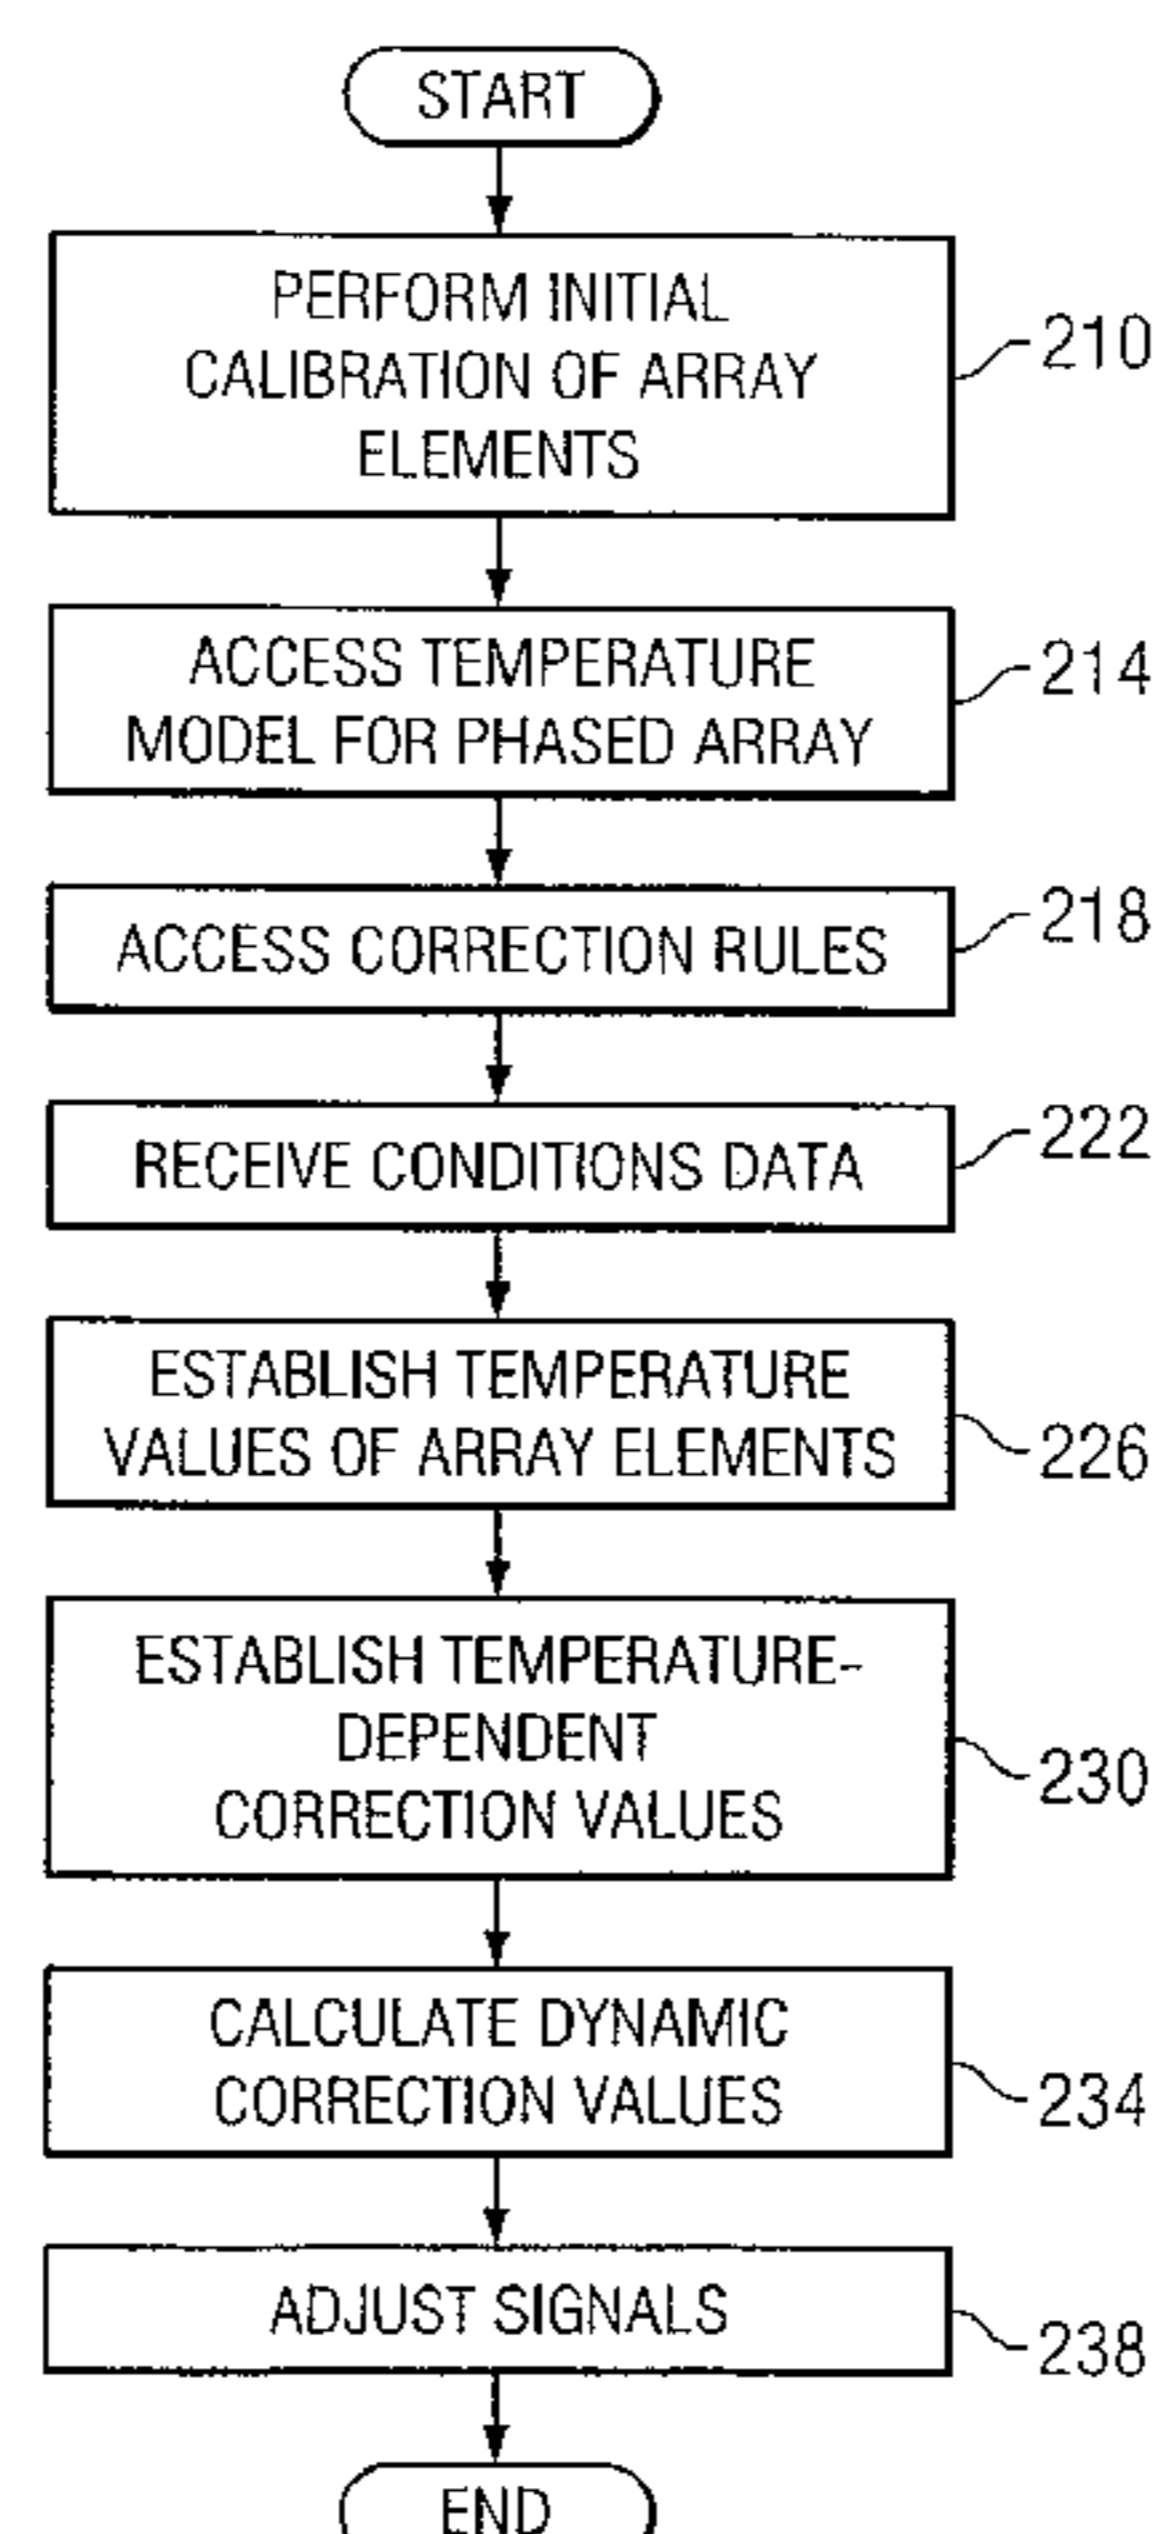 START
PERFORM INITIAL
CALIBRATION OF ARRAY
ELEMENTS
210
ACCESS TEMPERATURE
MODEL FOR PHASED ARRAY
214
ACCESS CORRECTION RULES
218
RECEIVE CONDITIONS DATA
222
ESTABLISH TEMPERATURE
VALUES OF ARRAY ELEMENTS
226
ESTABLISH TEMPERATURE-
DEPENDENT
CORRECTION VALUES
230
CALCULATE DYNAMIC
CORRECTION VALUES
234
ADJUST SIGNALS
238
END